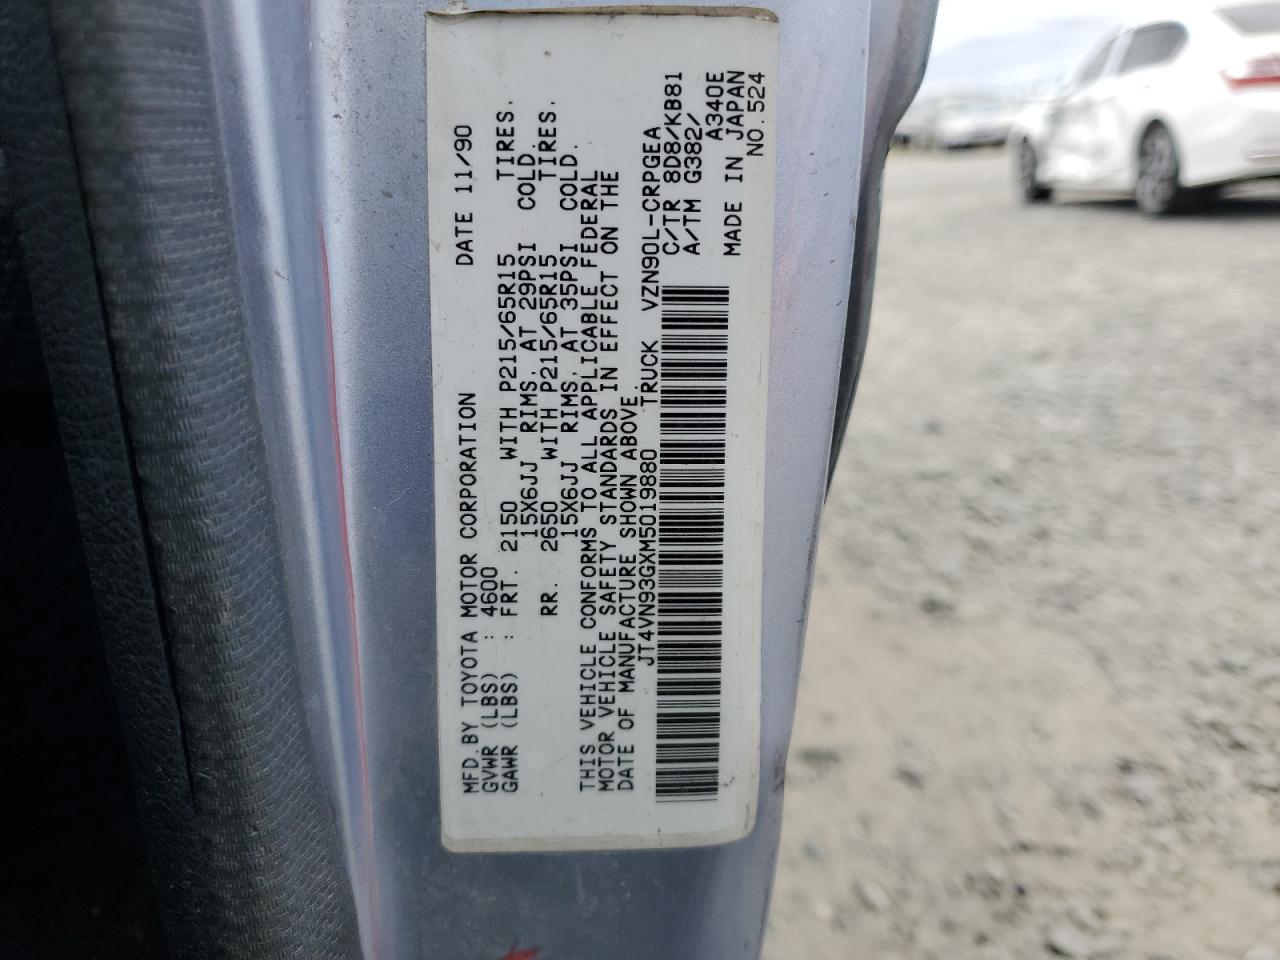 MFD. BY TOYOTA MOTOR CORPORATION DATE 11/90
GVWR (LBS) : 4600
GAWR (LBS) : FRT. 2150 WITH P215/65R15 TIRES.
15X6JJ RIMS, AT 29PSI COLD.
RR. 2650 WITH P215/65R15 TIRES.
15X6JJ RIMS, AT 35PSI COLD.
THIS VEHICLE CONFORMS TO ALL APPLICABLE FEDERAL
MOTOR VEHICLE SAFETY STANDARDS IN EFFECT ON THE
DATE OF MANUFACTURE SHOWN ABOVE.
JT4VN93GXM5019880 TRUCK VZN90L-CRPGEA
C/TR 8D8/KB81
A/TM G382/
A340E
MADE IN JAPAN
NO.524